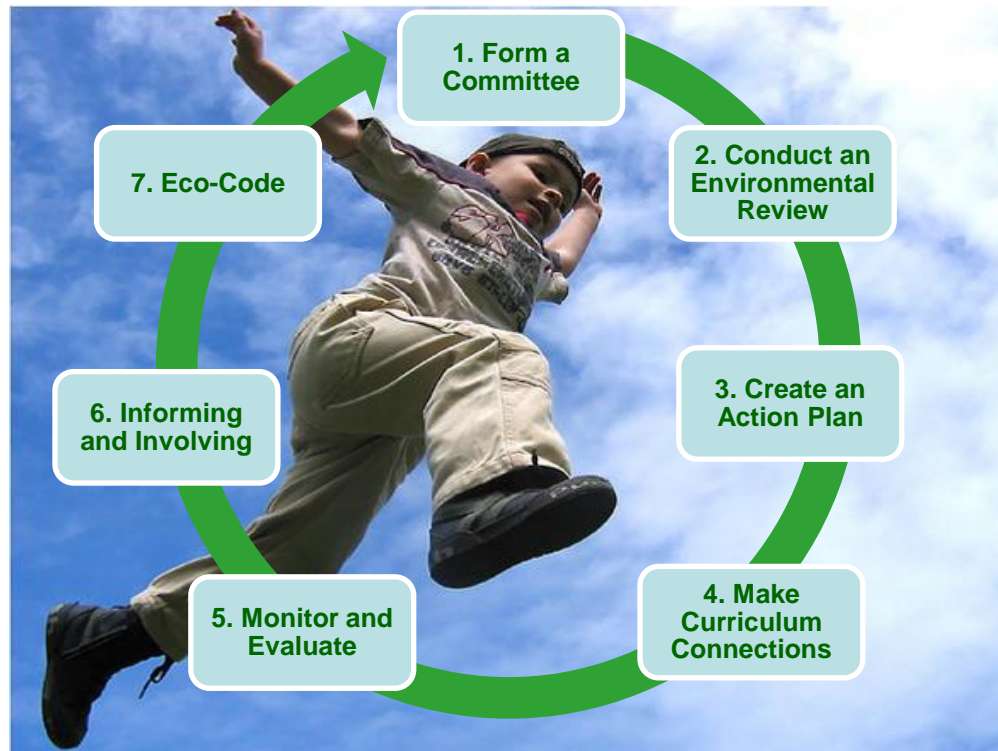 1. Form a
Committee
2. Conduct an
Environmental
Review
3. Create an
Action Plan
4. Make
Curriculum
Connections
5. Monitor and
Evaluate
6. Informing
and Involving
7. Eco-Code